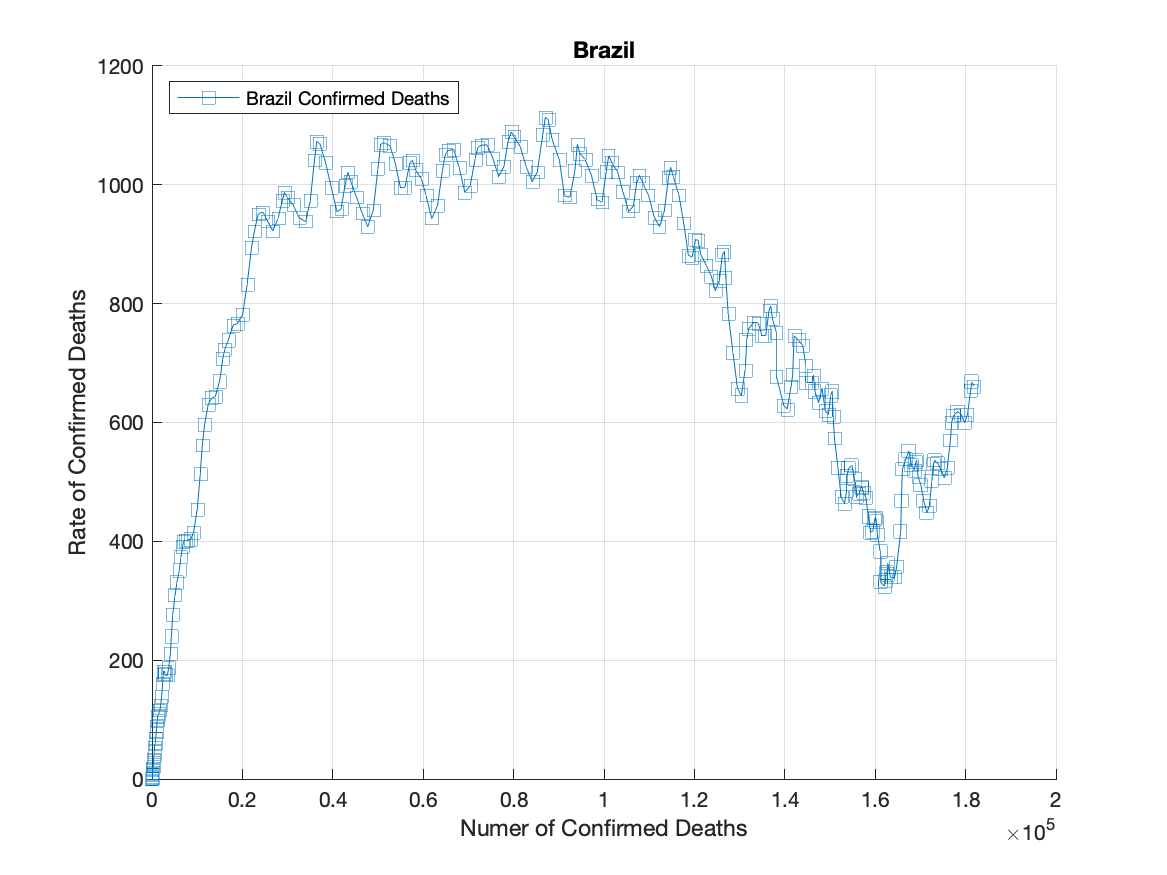 Brazil
Brazil Confirmed Deaths
Rate of Confirmed Deaths
1200
1000
800
600
400
200
0
0 0.2 0.4 0.6 0.8 1 1.2 1.4 1.6 1.8 2
×10^5
Numer of Confirmed Deaths